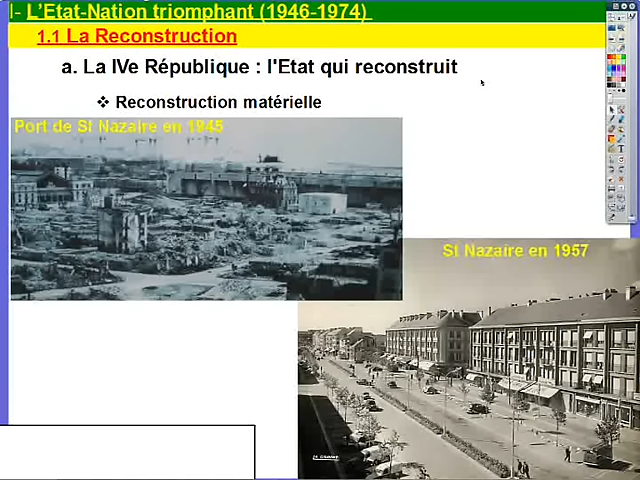 I- L'Etat-Nation triomphant (1946-1974)
1.1 La Reconstruction
a. La IVe République : l'Etat qui reconstruit
❖ Reconstruction matérielle
Port de St Nazaire en 1945
St Nazaire en 1957